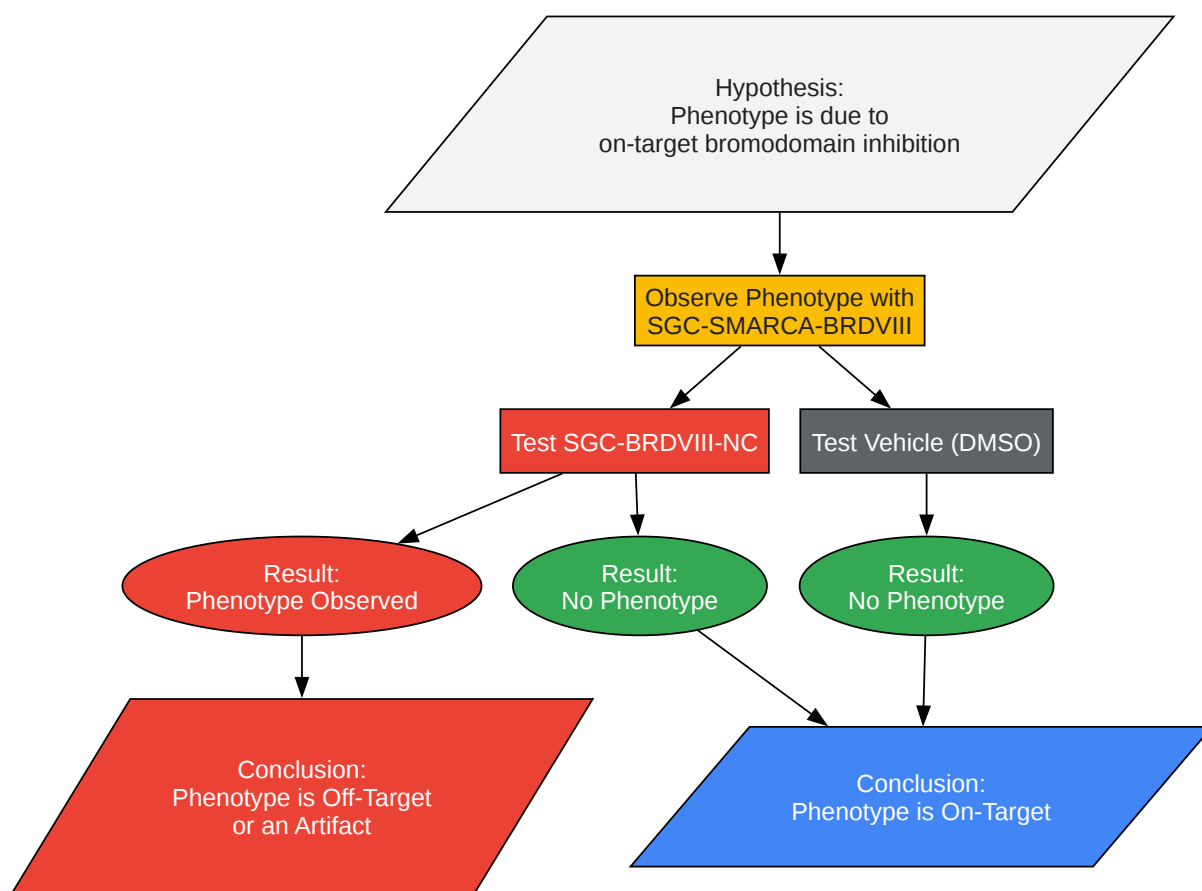 Hypothesis:
Phenotype is due to
on-target bromodomain inhibition
Observe Phenotype with
SGC-SMARCA-BRDVIII
Test SGC-BRDVIII-NC
Test Vehicle (DMSO)
Result:
Phenotype Observed
Result:
No Phenotype
Result:
No Phenotype
Conclusion:
Phenotype is Off-Target
or an Artifact
Conclusion:
Phenotype is On-Target